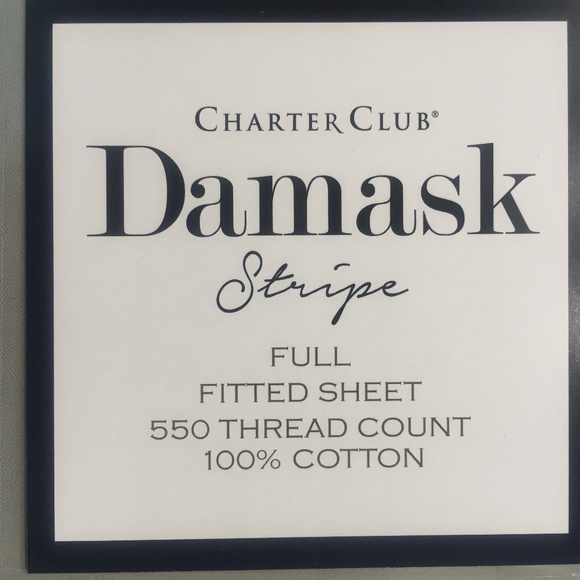 CHARTER CLUB®
Damask
Stripe
FULL
FITTED SHEET
550 THREAD COUNT
100% COTTON